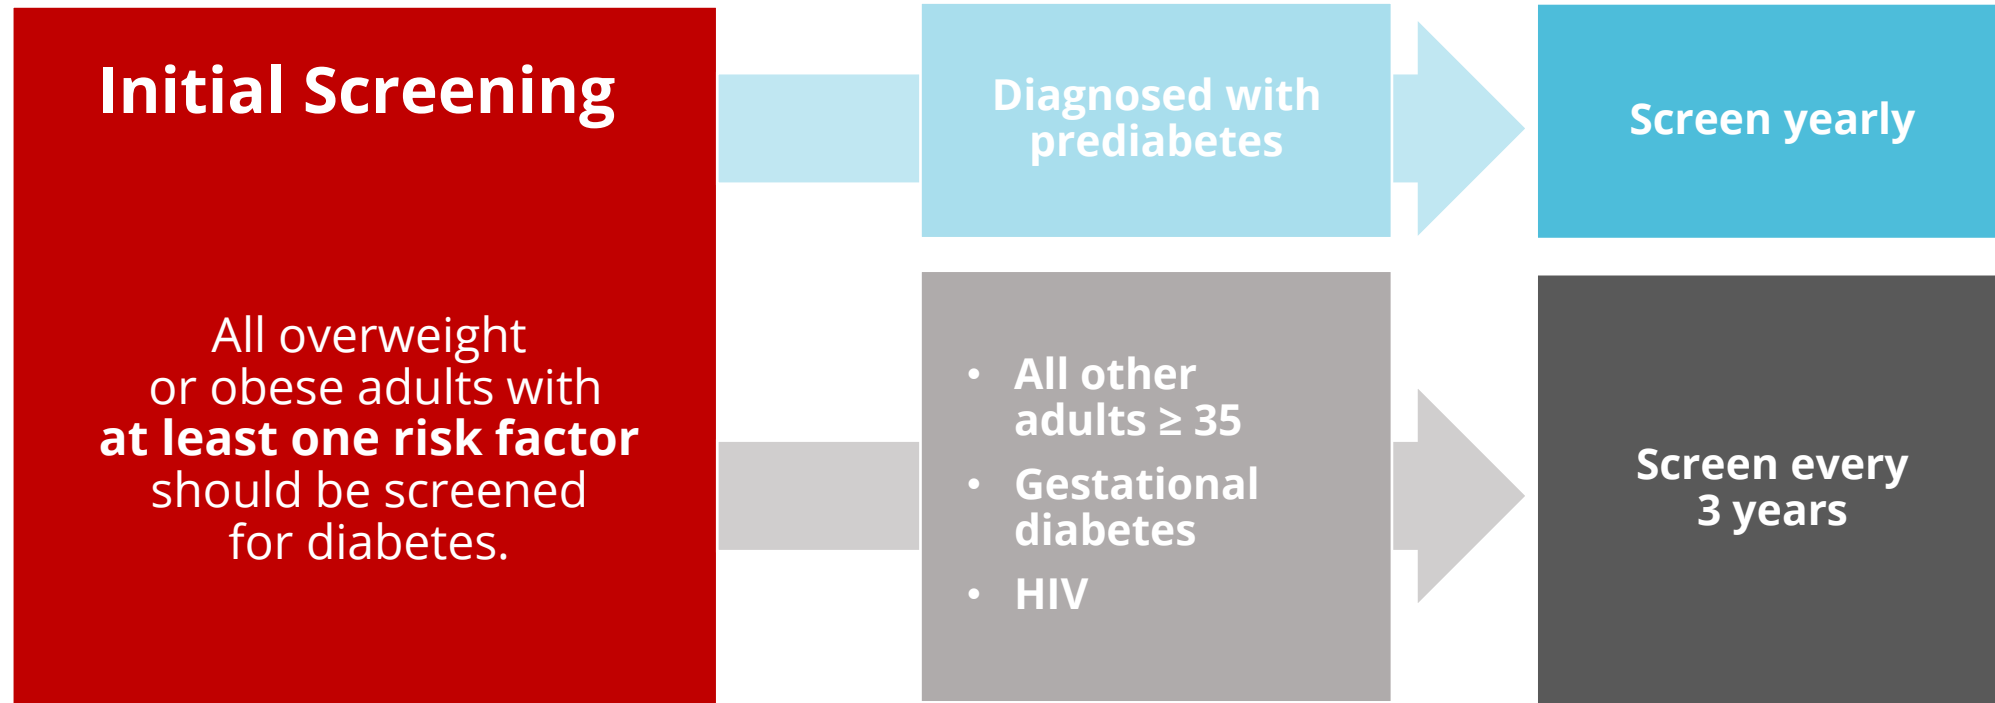 Initial Screening
All overweight
or obese adults with
at least one risk factor
should be screened
for diabetes.
Diagnosed with
prediabetes
Screen yearly
• All other
adults ≥ 35
• Gestational
diabetes
• HIV
Screen every
3 years